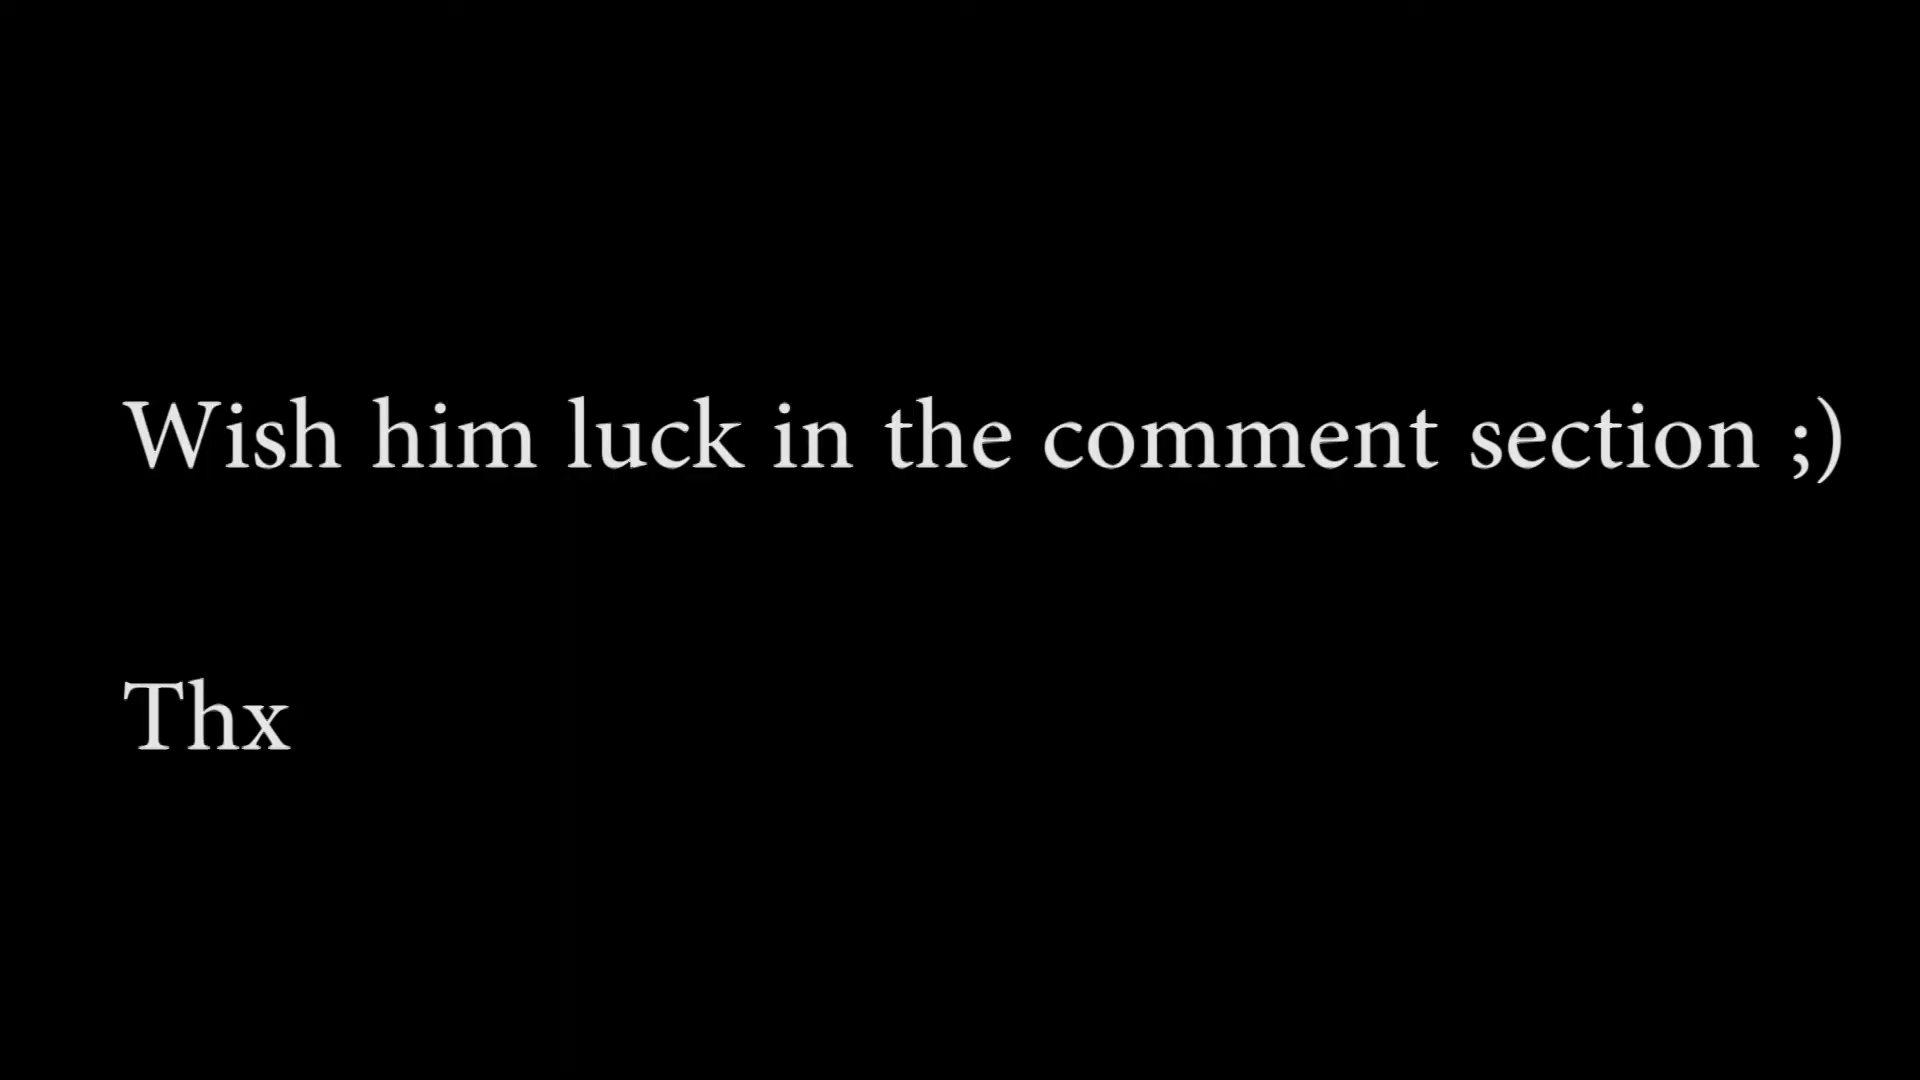 Wish him luck in the comment section ;)
Thx